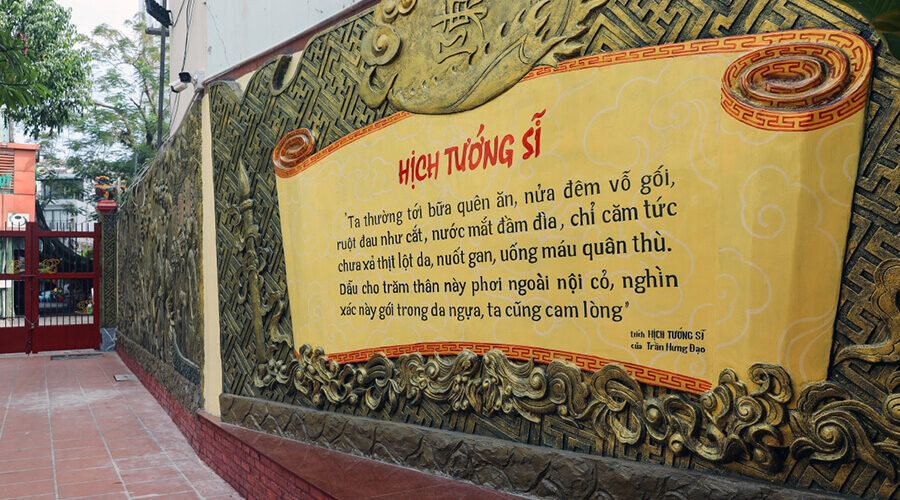 HỊCH TƯỚNG SĨ
"Ta thường tới bữa quên ăn, nửa đêm vỗ gối,
ruột đau như cắt, nước mắt đầm đìa, chỉ căm tức
chưa xả thịt lột da, nuốt gan, uống máu quân thù.
Dẫu cho trăm thân này phơi ngoài nội cỏ, nghìn
xác này gói trong da ngựa, ta cũng cam lòng"
trích HỊCH TƯỚNG SĨ
của Trần Hưng Đạo